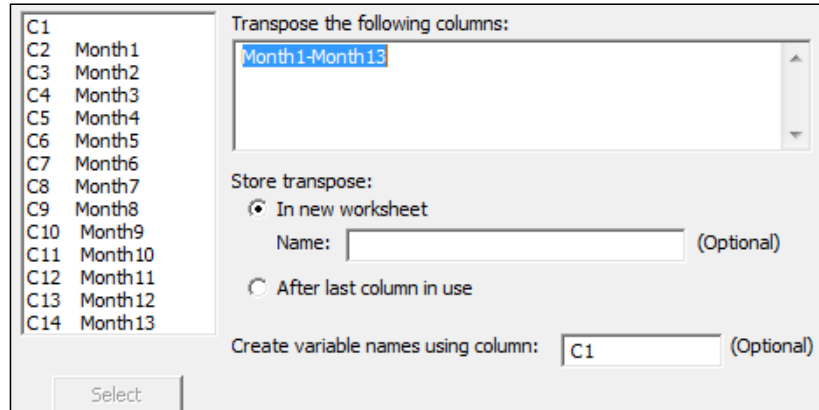 C1
C2 Month1
C3 Month2
C4 Month3
C5 Month4
C6 Month5
C7 Month6
C8 Month7
C9 Month8
C10 Month9
C11 Month10
C12 Month11
C13 Month12
C14 Month13
Select
Transpose the following columns:
Month1-Month13
Store transpose:
In new worksheet
Name: (Optional)
After last column in use
Create variable names using column: C1 (Optional)